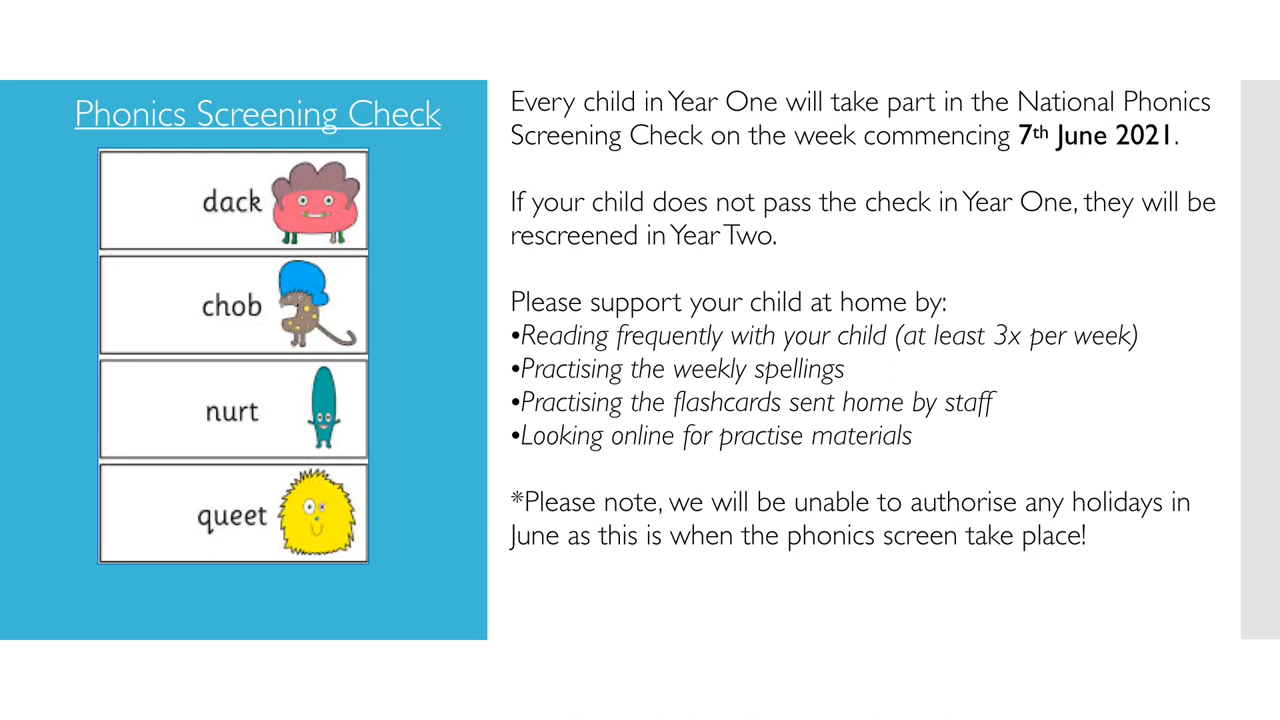 Phonics Screening Check
dack
chob
nurt
queet
Every child in Year One will take part in the National Phonics
Screening Check on the week commencing 7th June 2021.
If your child does not pass the check in Year One, they will be
rescreened in Year Two.
Please support your child at home by:
•Reading frequently with your child (at least 3x per week)
•Practising the weekly spellings
•Practising the flashcards sent home by staff
•Looking online for practise materials
*Please note, we will be unable to authorise any holidays in
June as this is when the phonics screen take place!